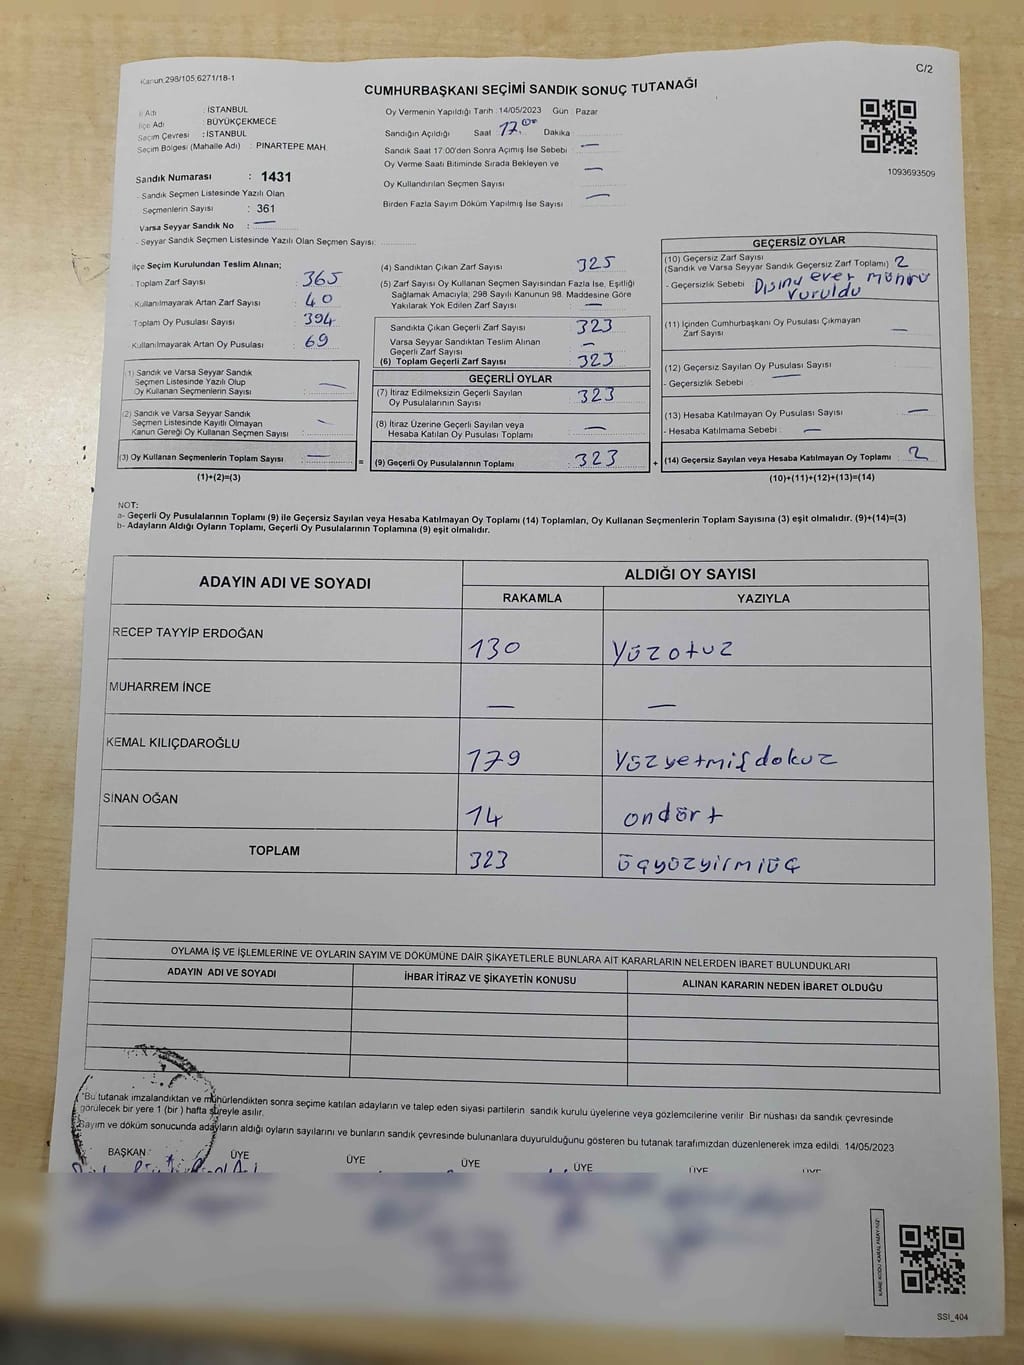 Kanun.298/105;6271/18-1
C/2
CUMHURBAŞKANI SEÇİMİ SANDIK SONUÇ TUTANAĞI
İl Adı : İSTANBUL
İlçe Adı : BÜYÜKÇEKMECE
Seçim Çevresi : İSTANBUL
Seçim Bölgesi (Mahalle Adı) : PINARTEPE MAH.
Sandık Numarası : 1431
- Sandık Seçmen Listesinde Yazılı Olan
Seçmenlerin Sayısı : 361
Varsa Seyyar Sandık No : —
- Seyyar Sandık Seçmen Listesinde Yazılı Olan Seçmen Sayısı:
Oy Vermenin Yapıldığı Tarih : 14/05/2023 Gün : Pazar
Sandığın Açıldığı Saat 17.00 Dakika :
Sandık Saat 17:00'den Sonra Açımış İse Sebebi : —
Oy Verme Saati Bitiminde Sırada Bekleyen ve —
Oy Kullandırılan Seçmen Sayısı
Birden Fazla Sayım Döküm Yapılmış İse Sayısı : —
1093693509
İlçe Seçim Kurulundan Teslim Alınan;
Toplam Zarf Sayısı : 365
Kullanılmayarak Artan Zarf Sayısı : 40
Toplam Oy Pusulası Sayısı : 394
Kullanılmayarak Artan Oy Pusulası : 69
(1) Sandık ve Varsa Seyyar Sandık
Seçmen Listesinde Yazılı Olup
Oy Kullanan Seçmenlerin Sayısı : —
(2) Sandık ve Varsa Seyyar Sandık
Seçmen Listesinde Kayıtlı Olmayan
Kanun Gereği Oy Kullanan Seçmen Sayısı : —
(3) Oy Kullanan Seçmenlerin Toplam Sayısı : —
(1)+(2)=(3)
(4) Sandıktan Çıkan Zarf Sayısı : 325
(5) Zarf Sayısı Oy Kullanan Seçmen Sayısından Fazla İse, Eşitliği
Sağlamak Amacıyla; 298 Sayılı Kanunun 98. Maddesine Göre
Yakılarak Yok Edilen Zarf Sayısı : —
Sandıkta Çıkan Geçerli Zarf Sayısı : 323
Varsa Seyyar Sandıktan Teslim Alınan
Geçerli Zarf Sayısı : —
(6) Toplam Geçerli Zarf Sayısı : 323
GEÇERLİ OYLAR
(7) İtiraz Edilmeksizin Geçerli Sayılan
Oy Pusulalarının Sayısı : 323
(8) İtiraz Üzerine Geçerli Sayılan veya
Hesaba Katılan Oy Pusulası Toplamı : —
= (9) Geçerli Oy Pusulalarının Toplamı : 323
GEÇERSİZ OYLAR
(10) Geçersiz Zarf Sayısı
(Sandık ve Varsa Seyyar Sandık Geçersiz Zarf Toplamı) : 2
- Geçersizlik Sebebi : Dışına evet mührü
vuruldu
(11) İçinden Cumhurbaşkanı Oy Pusulası Çıkmayan
Zarf Sayısı : —
(12) Geçersiz Sayılan Oy Pusulası Sayısı :
- Geçersizlik Sebebi : —
(13) Hesaba Katılmayan Oy Pusulası Sayısı : —
- Hesaba Katılmama Sebebi : —
+ (14) Geçersiz Sayılan veya Hesaba Katılmayan Oy Toplamı : 2
(10)+(11)+(12)+(13)=(14)
NOT:
a- Geçerli Oy Pusulalarının Toplamı (9) ile Geçersiz Sayılan veya Hesaba Katılmayan Oy Toplamı (14) Toplamları, Oy Kullanan Seçmenlerin Toplam Sayısına (3) eşit olmalıdır. (9)+(14)=(3)
b- Adayların Aldığı Oyların Toplamı, Geçerli Oy Pusulalarının Toplamına (9) eşit olmalıdır.
ADAYIN ADI VE SOYADI ALDIĞI OY SAYISI
RAKAMLA YAZIYLA
RECEP TAYYİP ERDOĞAN 130 Yüzotuz
MUHARREM İNCE — —
KEMAL KILIÇDAROĞLU 179 Yüzyetmişdokuz
SİNAN OĞAN 14 ondört
TOPLAM 323 üçyüzyirmiüç
OYLAMA İŞ VE İŞLEMLERİNE VE OYLARIN SAYIM VE DÖKÜMÜNE DAİR ŞİKAYETLERLE BUNLARA AİT KARARLARIN NELERDEN İBARET BULUNDUKLARI
ADAYIN ADI VE SOYADI İHBAR İTİRAZ VE ŞİKAYETİN KONUSU ALINAN KARARIN NEDEN İBARET OLDUĞU
*Bu tutanak imzalandıktan ve mühürlendikten sonra seçime katılan adayların ve talep eden siyasi partilerin sandık kurulu üyelerine veya gözlemcilerine verilir. Bir nüshası da sandık çevresinde
görülecek bir yere 1 (bir) hafta süreyle asılır.
Sayım ve döküm sonucunda adayların aldığı oyların sayılarını ve bunların sandık çevresinde bulunanlara duyurulduğunu gösteren bu tutanak tarafımızdan düzenlenerek imza edildi. 14/05/2023
BAŞKAN ÜYE ÜYE ÜYE ÜYE ÜYE ÜYE
SSI_404